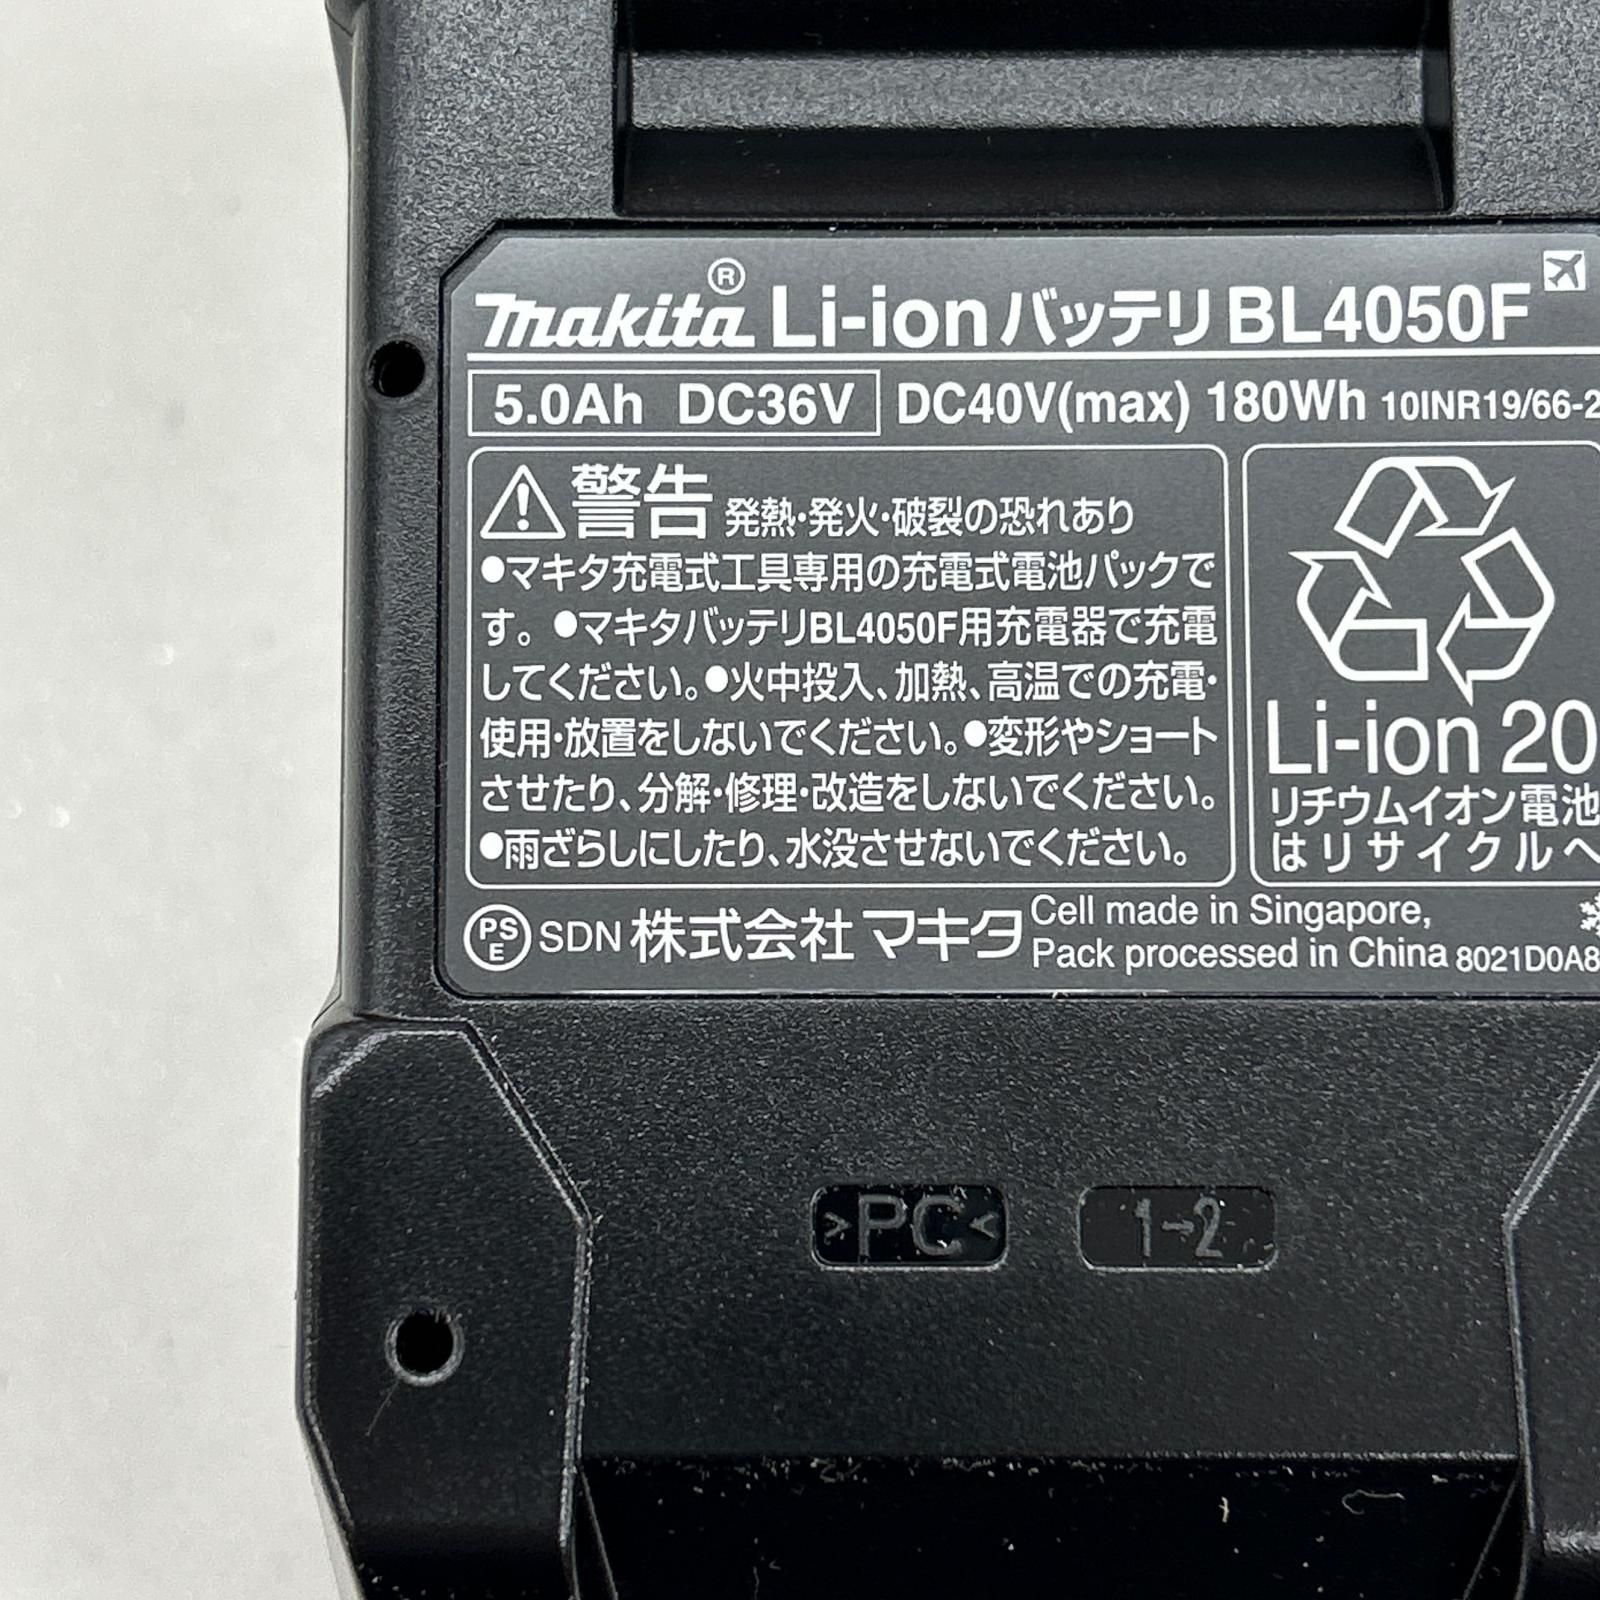 makita® Li-ionバッテリBL4050F
5.0Ah DC36V DC40V(max) 180Wh 10INR19/66-2
警告 発熱・発火・破裂の恐れあり
●マキタ充電式工具専用の充電式電池パックで
す。●マキタバッテリBL4050F用充電器で充電
してください。●火中投入、加熱、高温での充電・
使用・放置をしないでください。●変形やショート
させたり、分解・修理・改造をしないでください。
●雨ざらしにしたり、水没させないでください。
Li-ion 20
リチウムイオン電池
はリサイクルへ
PSE SDN 株式会社マキタ Cell made in Singapore,
Pack processed in China 8021D0A8
>PC< 1→2